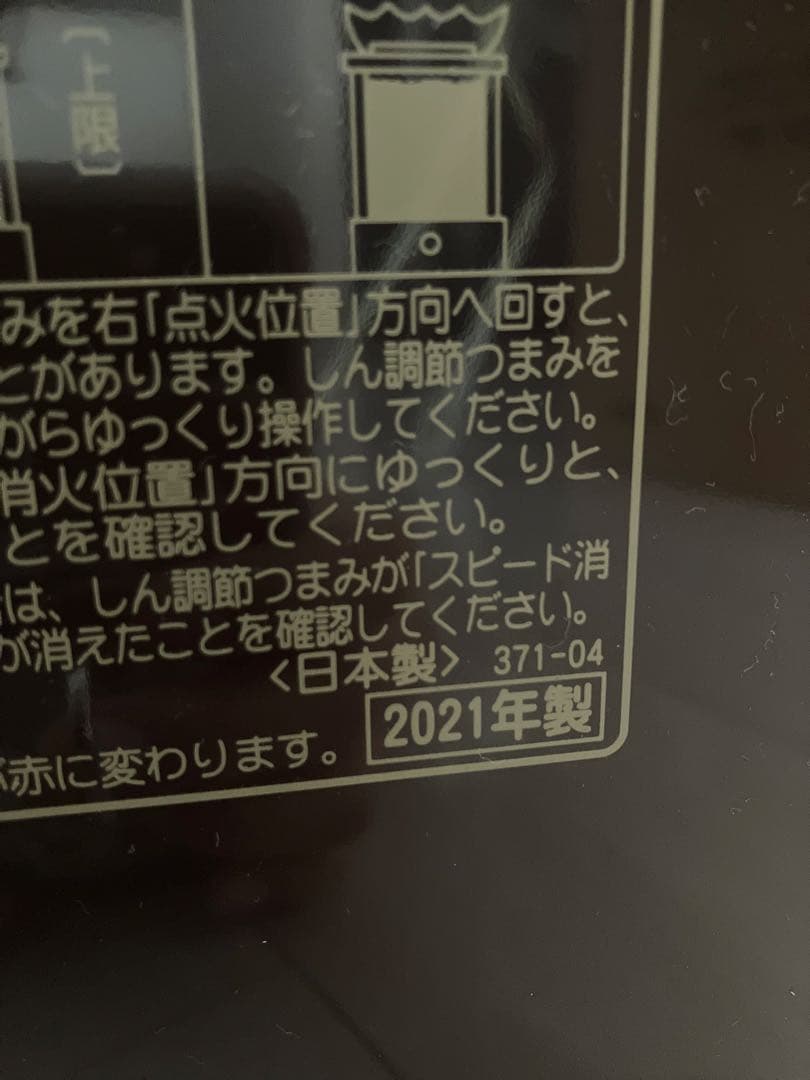 〔上限〕
みを右「点火位置」方向へ回すと、
とがあります。しん調節つまみを
がらゆっくり操作してください。
消火位置」方向にゆっくりと、
とを確認してください。
は、しん調節つまみが「スピード消
が消えたことを確認してください。
<日本製> 371-04
2021年製
が赤に変わります。